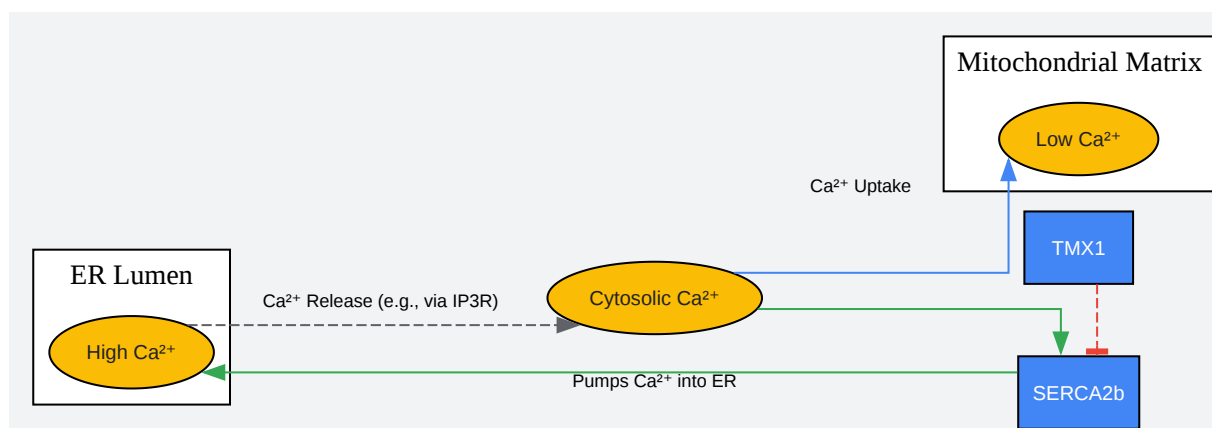 Mitochondrial Matrix
Low Ca²⁺
Ca²⁺ Uptake
TMX1
ER Lumen
Ca²⁺ Release (e.g., via IP3R)
Cytosolic Ca²⁺
High Ca²⁺
Pumps Ca²⁺ into ER
SERCA2b